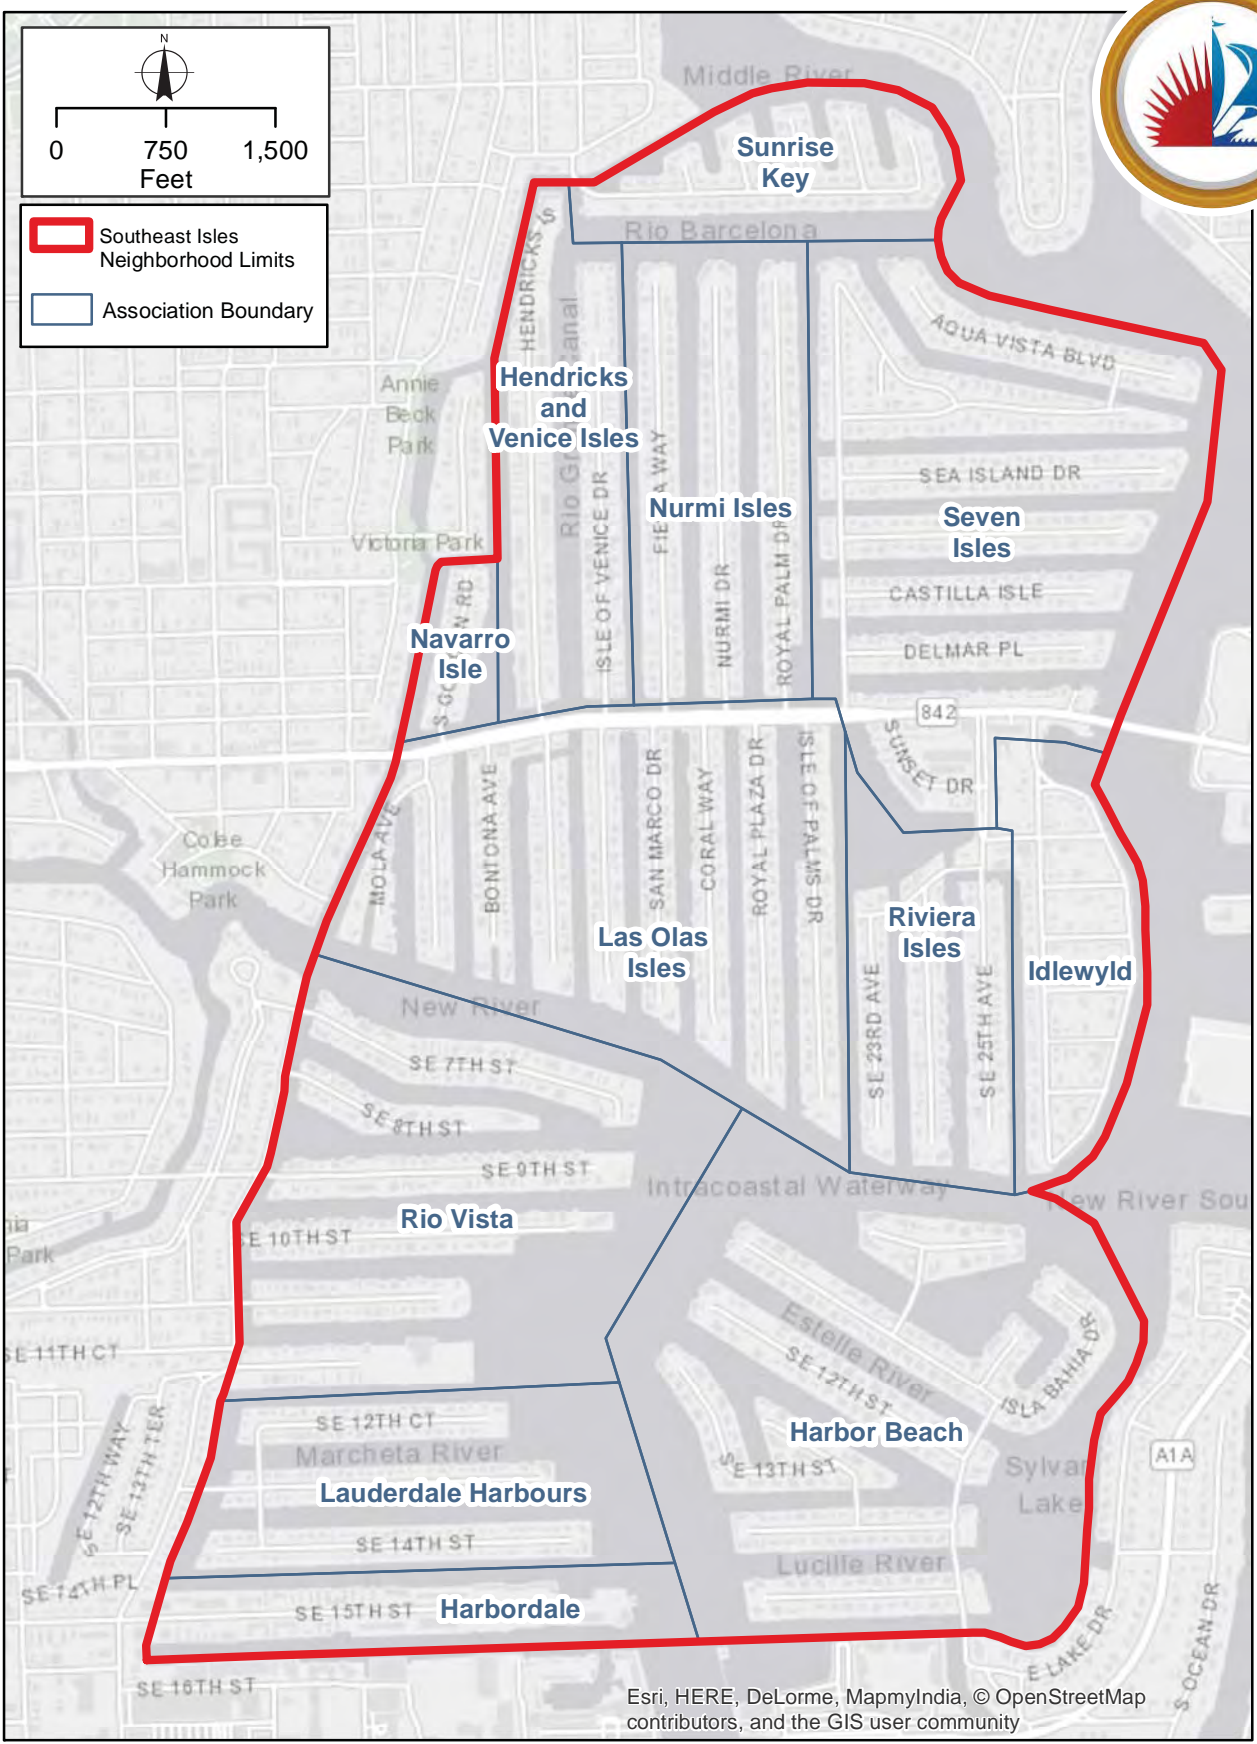 N
0 750 1,500
Feet
Southeast Isles
Neighborhood Limits
Association Boundary
Middle River
Sunrise
Key
Rio Barcelona
HENDRICKS
AQUA VISTA BLVD
Annie
Beck
Park
Hendricks
and
Venice Isles
SEA ISLAND DR
Nurmi Isles
Seven
Isles
Victoria Park
ISLE OF VENICE DR
NURMI DR
ROYAL PALM DR
CASTILLA ISLE
DELMAR PL
Navarro
Isle
842
SUNSET DR
MOLA AVE
BONTONA AVE
SAN MARCO DR
CORAL WAY
ROYAL PLAZA DR
ISLE OF PALMS DR
Colee
Hammock
Park
Las Olas
Isles
Riviera
Isles
Idlewyld
SE 23RD AVE
SE 25TH AVE
New River
SE 7TH ST
SE 8TH ST
SE 9TH ST
Intracoastal Waterway
New River Sou
Rio Vista
E 10TH ST
nia
Park
SE 11TH CT
Estelle River
SE 12TH ST
ISLA BAHIA DR
SE 12TH CT
Marcheta River
Harbor Beach
SE 13TH ST
Sylvan
Lake
A1A
SE 12TH WAY
SE 13TH TER
Lauderdale Harbours
SE 14TH ST
Lucille River
SE 14TH PL
SE 15TH ST
Harbordale
SE 16TH ST
E LAKE DR
S OCEAN DR
Esri, HERE, DeLorme, MapmyIndia, © OpenStreetMap
contributors, and the GIS user community